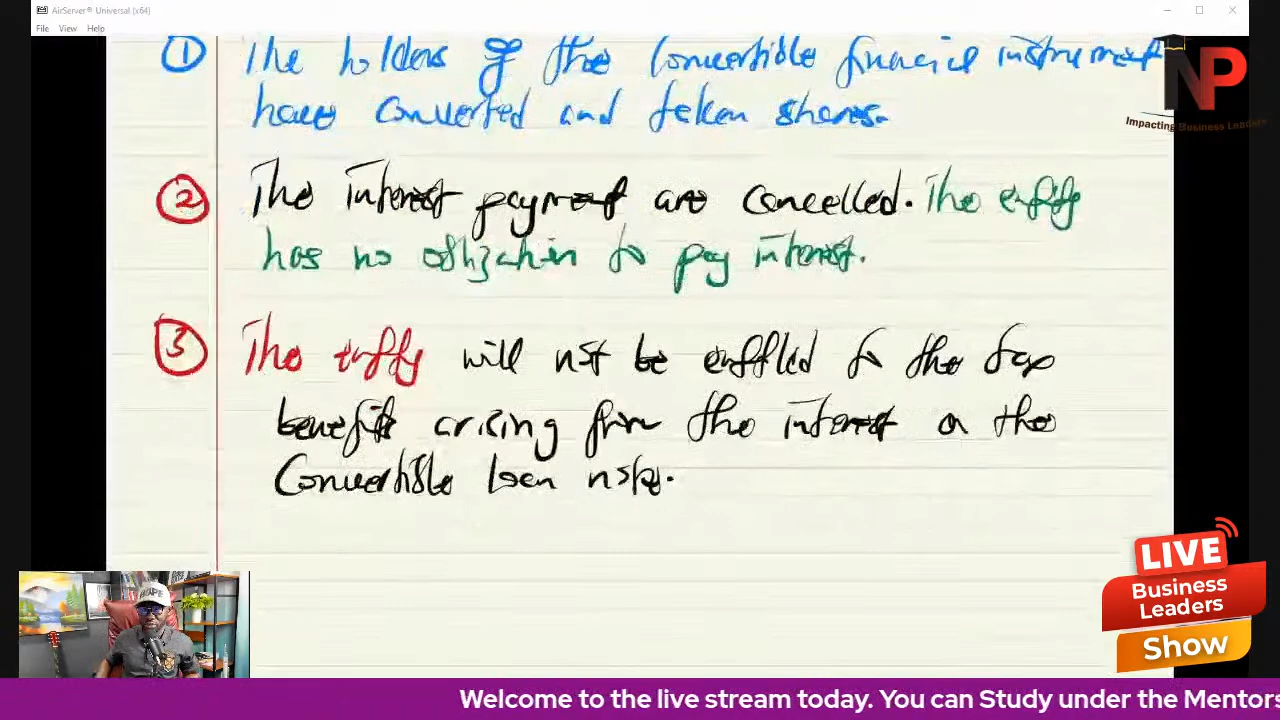 AirServer® Universal (x64)
File View Help
① The holders of the Convertible financial instrument
have converted and taken shares.
NP
Impacting Business Leaders
② The interest payment are cancelled. The entity
has no obligation to pay interest.
③ The entity will not be entitled to the tax
benefit arising from the interest on the
Convertible loan note.
LIVE
Business
Leaders
Show
Welcome to the live stream today. You can Study under the Mentors